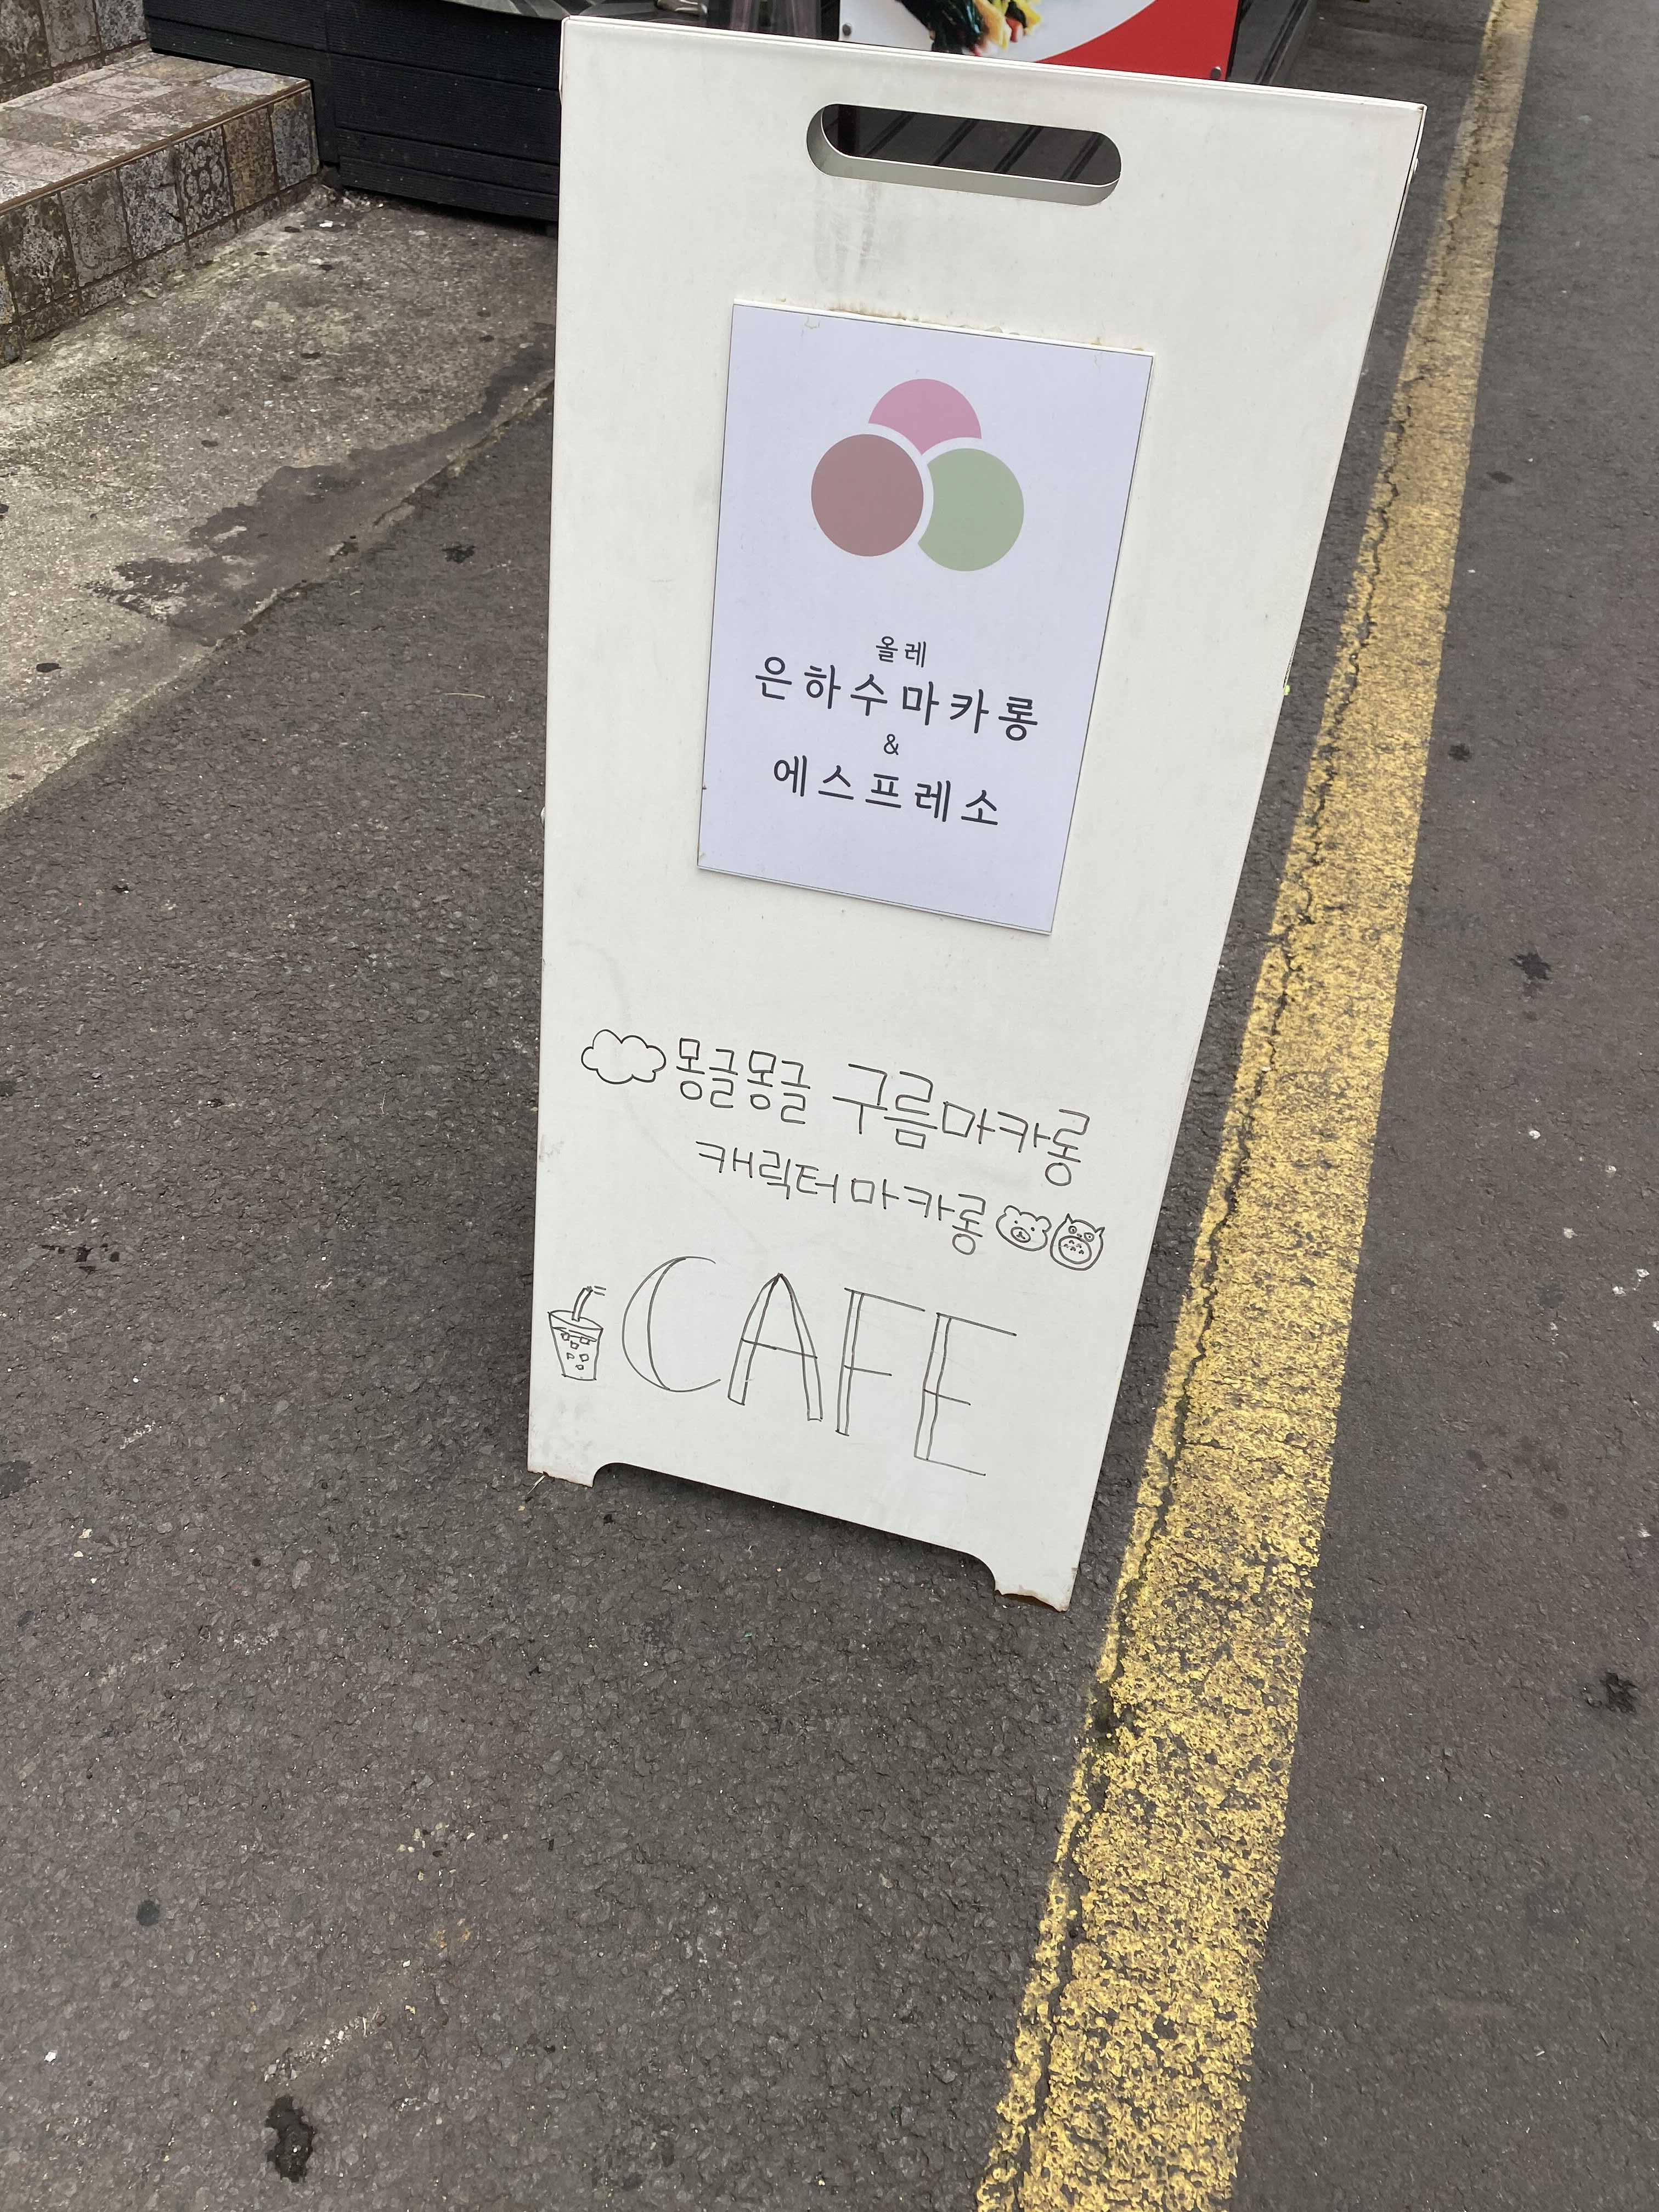 올레
은하수마카롱
&
에스프레소
몽글몽글 구름마카롱
캐릭터마카롱
CAFE